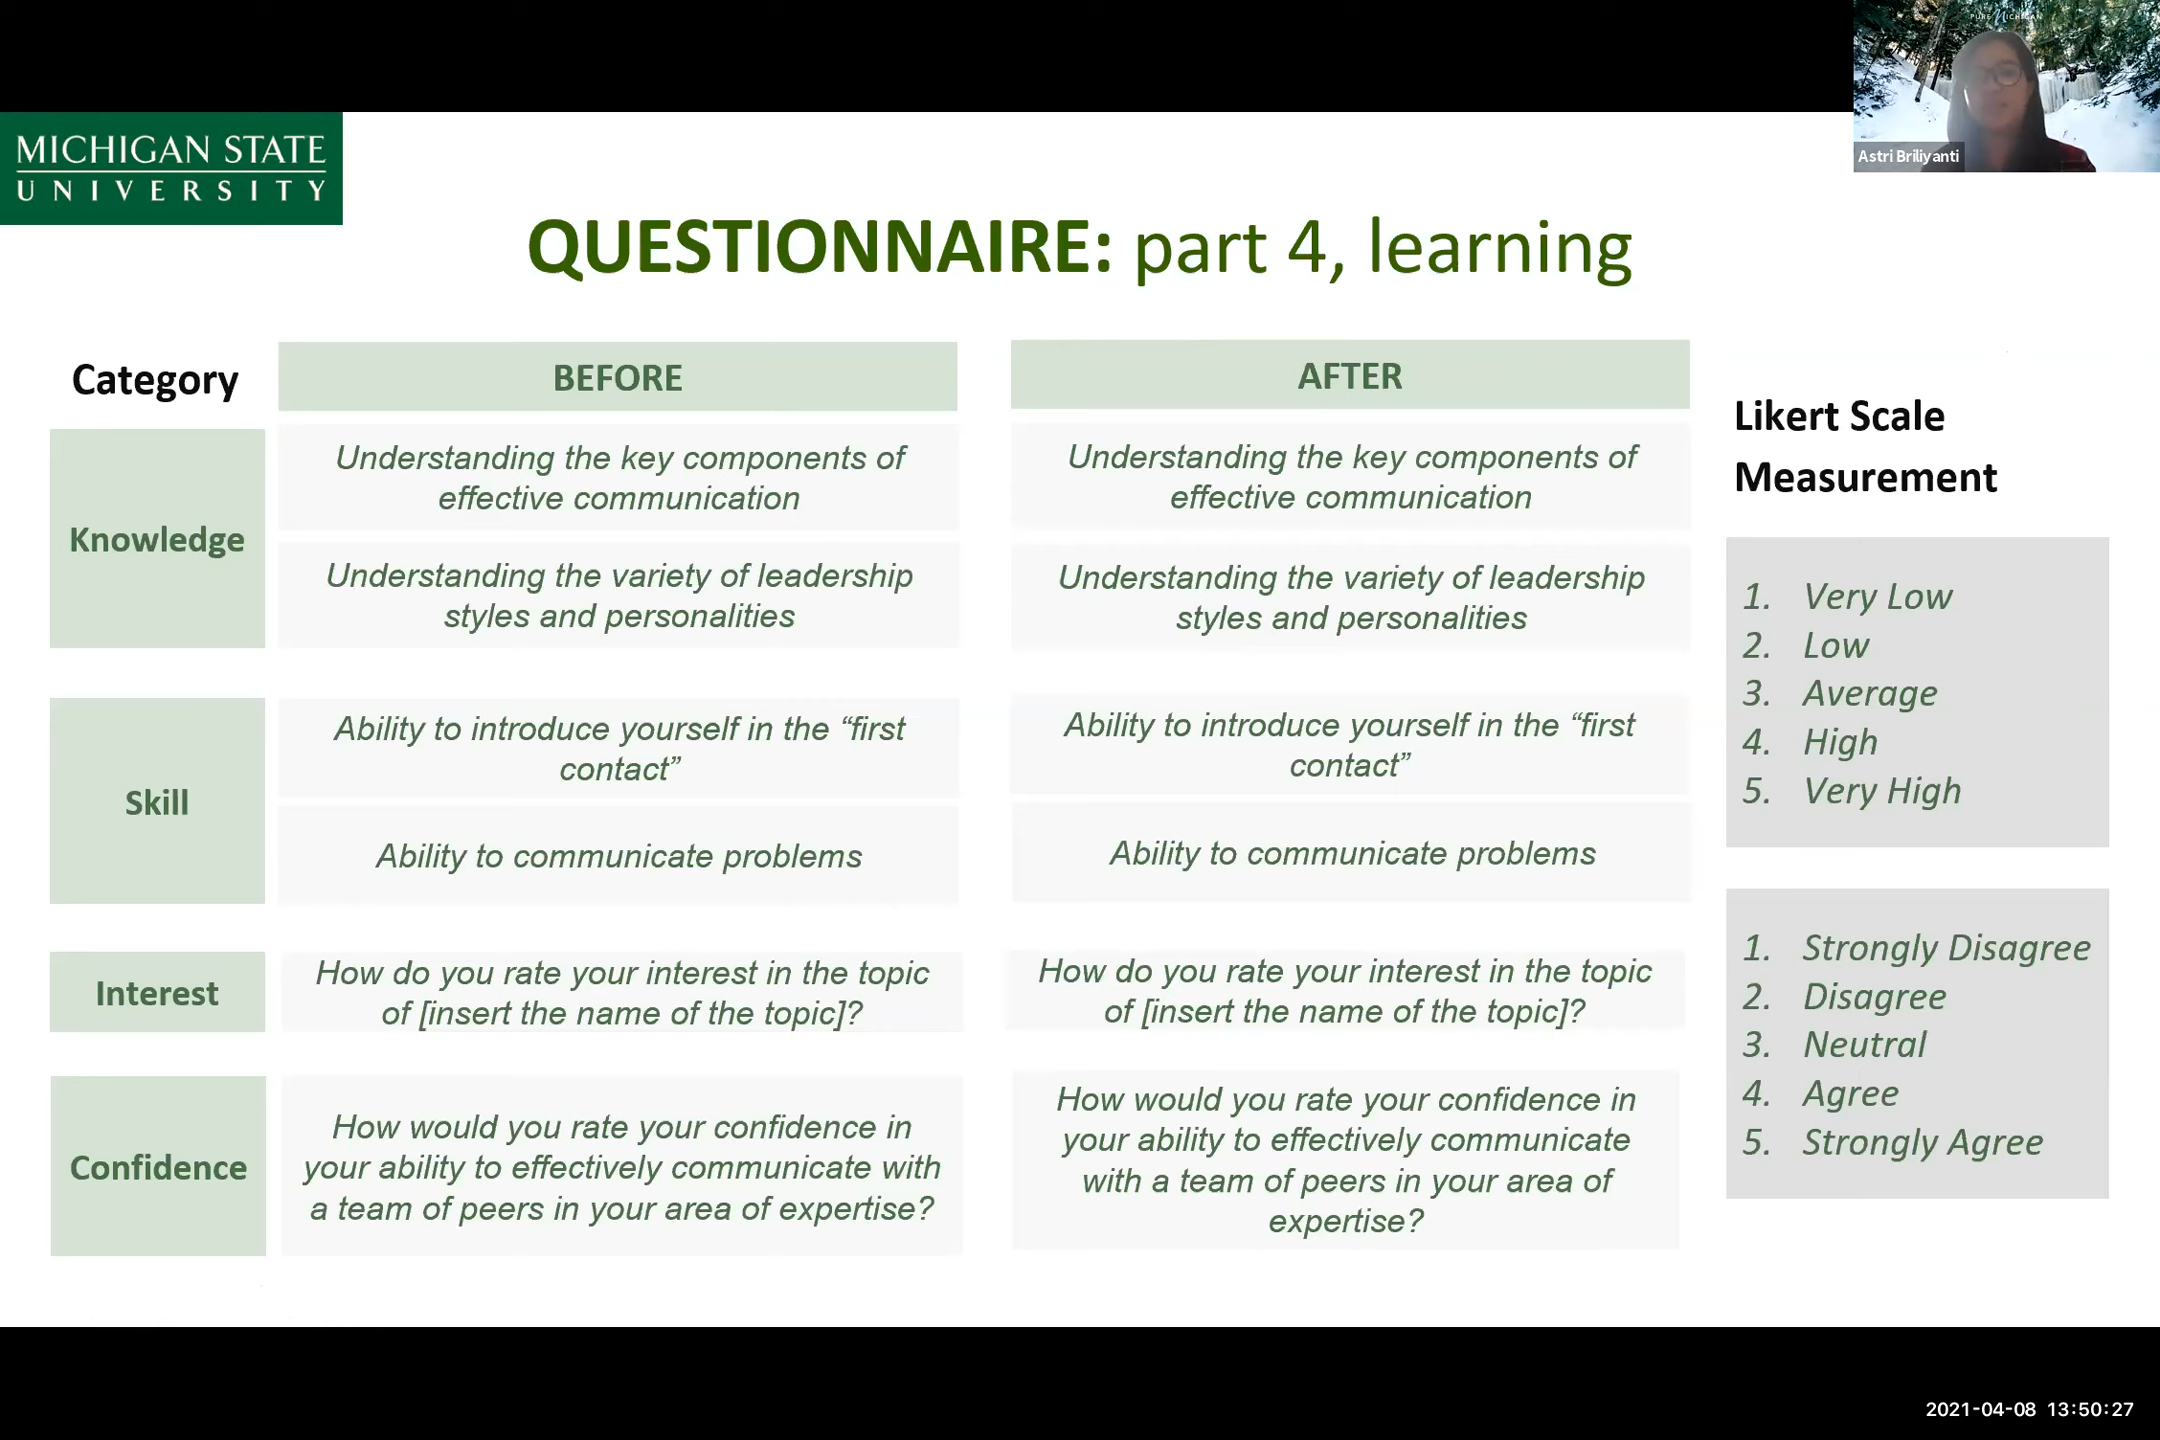 PURE MICHIGAN
Astri Briliyanti
MICHIGAN STATE
UNIVERSITY
QUESTIONNAIRE: part 4, learning
Category
BEFORE
AFTER
Likert Scale
Measurement
Knowledge
Understanding the key components of
effective communication
Understanding the key components of
effective communication
Understanding the variety of leadership
styles and personalities
Understanding the variety of leadership
styles and personalities
Skill
Ability to introduce yourself in the “first
contact”
Ability to introduce yourself in the “first
contact”
Ability to communicate problems
Ability to communicate problems
Interest
How do you rate your interest in the topic
of [insert the name of the topic]?
How do you rate your interest in the topic
of [insert the name of the topic]?
Confidence
How would you rate your confidence in
your ability to effectively communicate with
a team of peers in your area of expertise?
How would you rate your confidence in
your ability to effectively communicate
with a team of peers in your area of
expertise?
1. Very Low
2. Low
3. Average
4. High
5. Very High
1. Strongly Disagree
2. Disagree
3. Neutral
4. Agree
5. Strongly Agree
2021-04-08 13:50:27